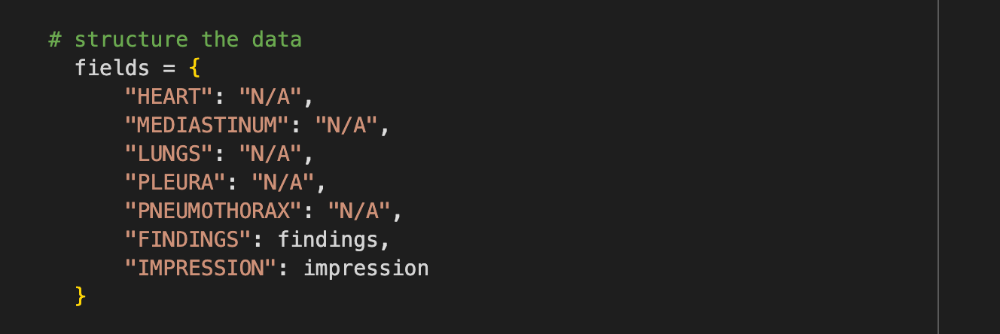 # structure the data
fields = {
"HEART": "N/A",
"MEDIASTINUM": "N/A",
"LUNGS": "N/A",
"PLEURA": "N/A",
"PNEUMOTHORAX": "N/A",
"FINDINGS": findings,
"IMPRESSION": impression
}